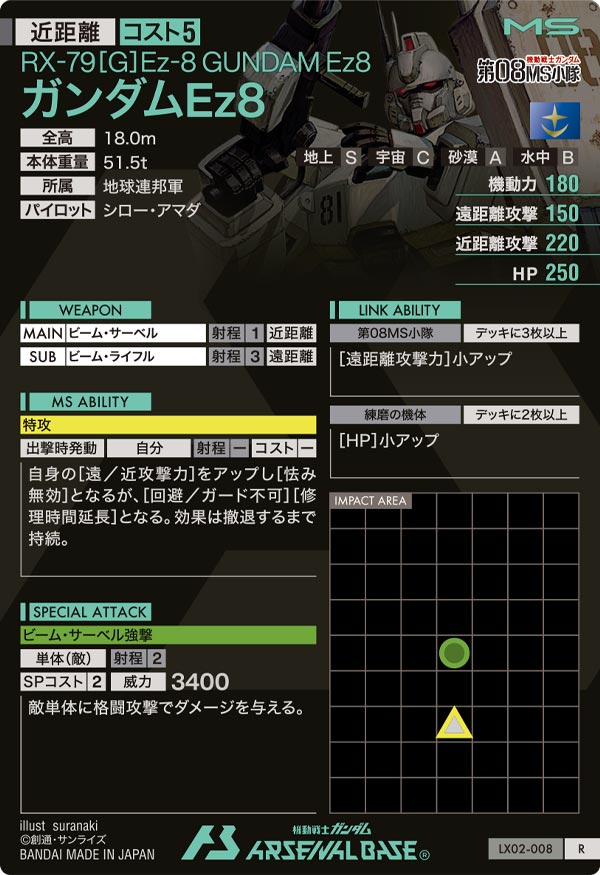 近距離 コスト5
MS
RX-79[G]Ez-8 GUNDAM Ez8
ガンダムEz8
機動戦士ガンダム
第08MS小隊
全高 18.0m
本体重量 51.5t
所属 地球連邦軍
パイロット シロー・アマダ
地上 S 宇宙 C 砂漠 A 水中 B
機動力 180
遠距離攻撃 150
近距離攻撃 220
HP 250
81
WEAPON
MAIN ビーム・サーベル 射程 1 近距離
SUB ビーム・ライフル 射程 3 遠距離
MS ABILITY
特攻
出撃時発動 自分 射程 ー コスト ー
自身の[遠/近攻撃力]をアップし[怯み
無効]となるが、[回避/ガード不可][修
理時間延長]となる。効果は撤退するまで
持続。
SPECIAL ATTACK
ビーム・サーベル強撃
単体(敵) 射程 2
SPコスト 2 威力 3400
敵単体に格闘攻撃でダメージを与える。
LINK ABILITY
第08MS小隊 デッキに3枚以上
[遠距離攻撃力]小アップ
練磨の機体 デッキに2枚以上
[HP]小アップ
IMPACT AREA
illust suranaki
©創通・サンライズ
BANDAI MADE IN JAPAN
機動戦士ガンダム
ARSENAL BASE®
LX02-008 R